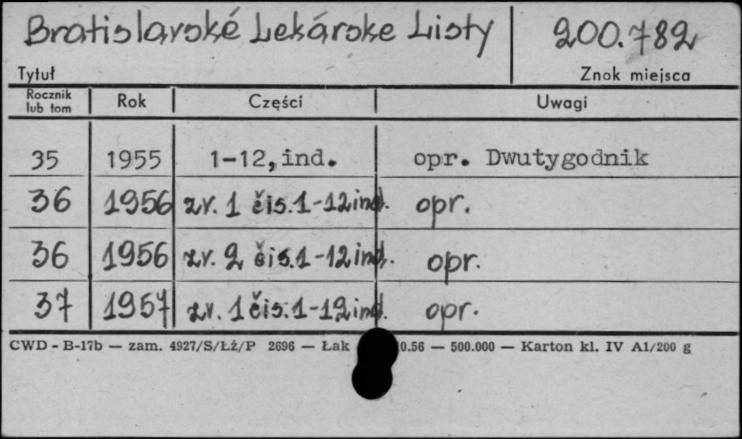 Bratislavské Lekárske Listy 200.782
Tytuł Znak miejsca
Rocznik lub tom Rok Części Uwagi
35 1955 1-12, ind. opr. Dwutygodnik
36 1956 zv. 1 čis. 1-12 ind. opr.
36 1956 zv. 2 čis. 1-12 ind. opr.
37 1957 zv. 1 čis. 1-12 ind. opr.
CWD - B-17b — zam. 4927/S/Łż/P 2696 — Łak 0.56 — 500.000 — Karton kl. IV A1/200 g